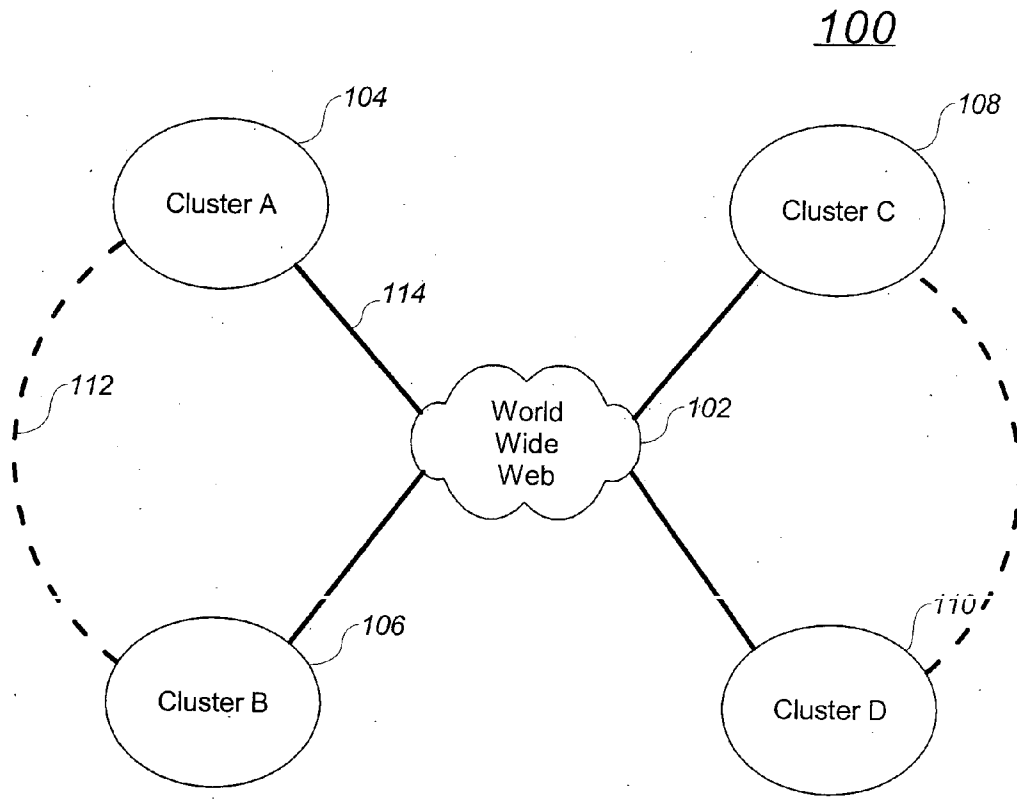 100
104
108
Cluster A
Cluster C
114
112
World
Wide
Web
102
106
110
Cluster B
Cluster D